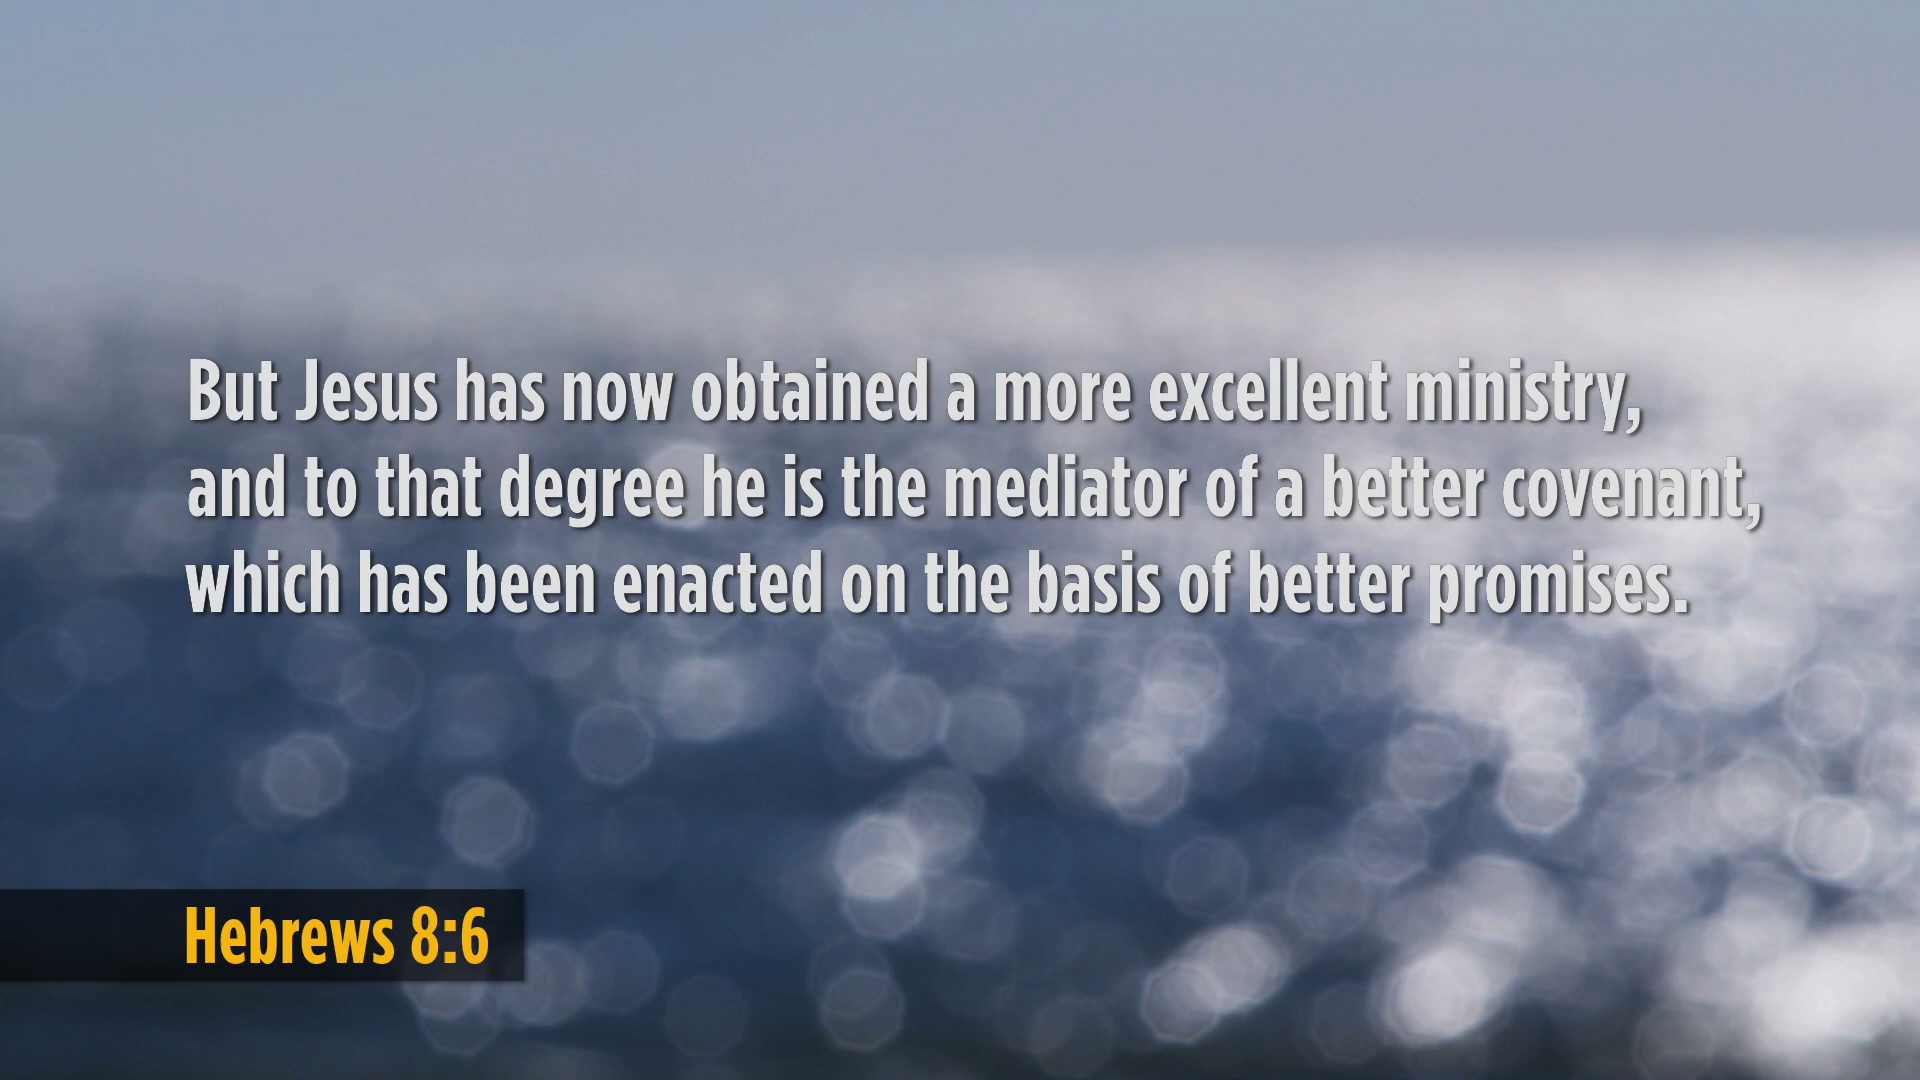 But Jesus has now obtained a more excellent ministry,
and to that degree he is the mediator of a better covenant,
which has been enacted on the basis of better promises.
Hebrews 8:6